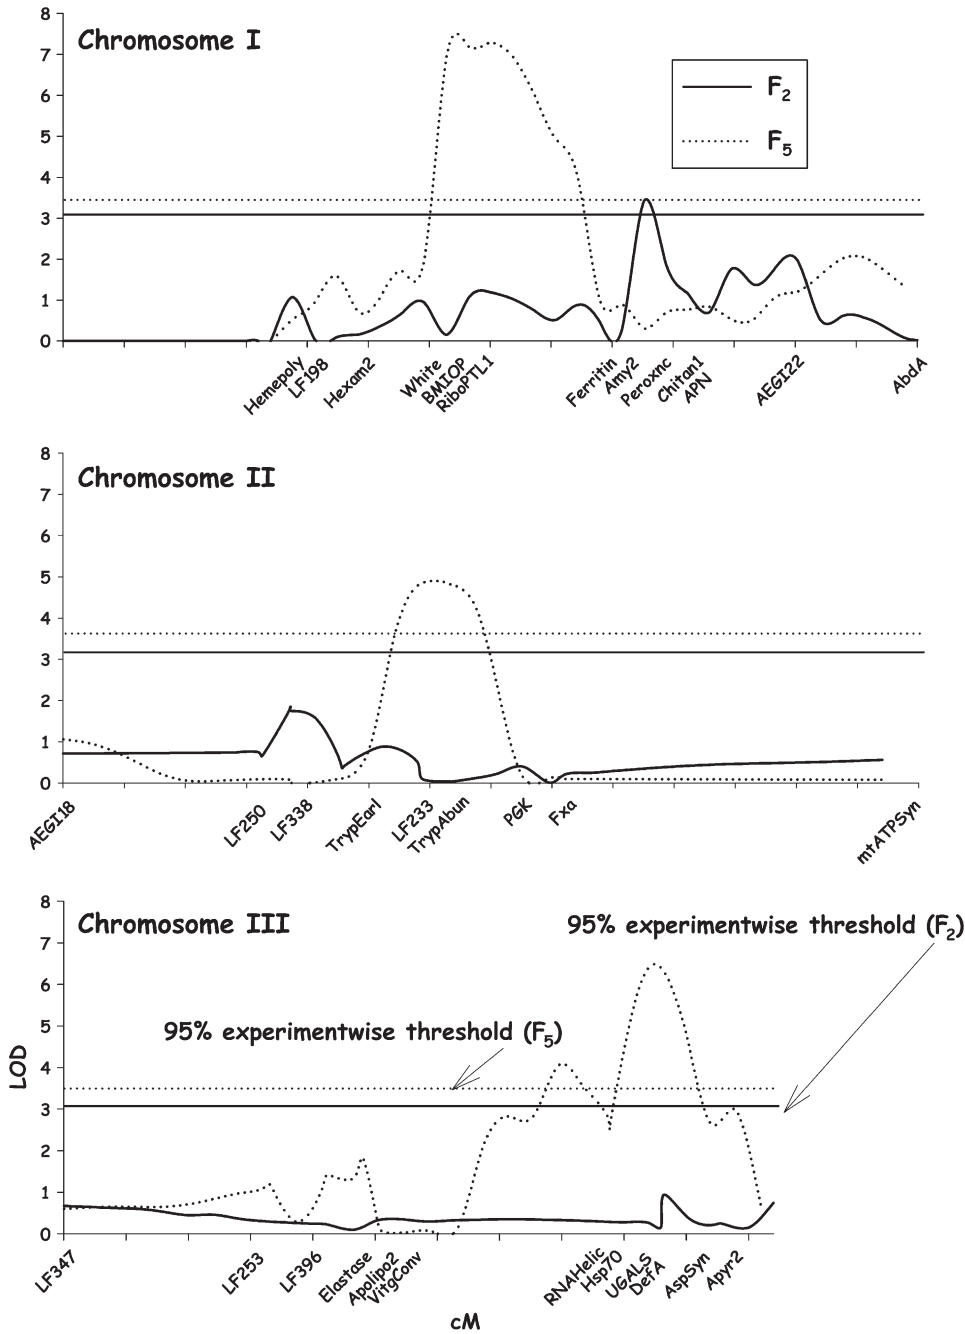 Chromosome I
8
7
6
5
4
3
2
1
0
F2
F5
Hemepoly
LF198
Hexam2
White
BMIOP
RiboPTL1
Ferritin
Amy2
Peroxnc
Chitan1
APN
AEGI22
AbdA
Chromosome II
8
7
6
5
4
3
2
1
0
AEGI18
LF250
LF338
TrypEarl
LF233
TrypAbun
PGK
Fxa
mtATPSyn
Chromosome III
95% experimentwise threshold (F2)
95% experimentwise threshold (F5)
LOD
8
7
6
5
4
3
2
1
0
LF347
LF253
LF396
Elastase
Apolipo2
VitgConv
RNAHelic
Hsp70
UGALS
DefA
AspSyn
Apyr2
cM